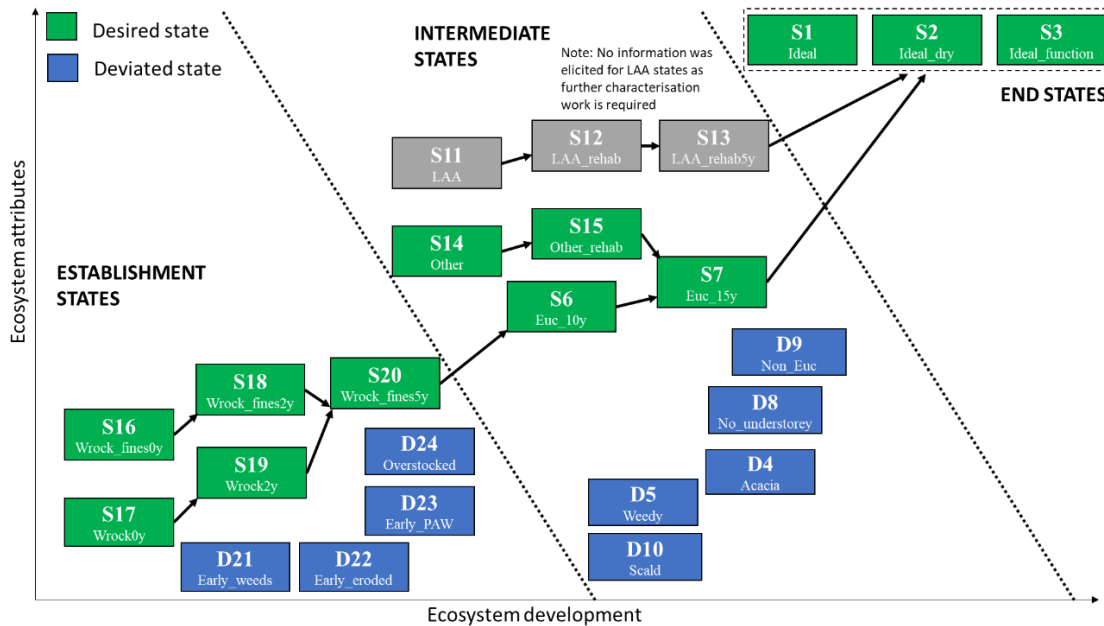 Desired state
Deviated state
INTERMEDIATE
STATES
Note: No information was
elicited for LAA states as
further characterisation
work is required
S1
Ideal
S2
Ideal_dry
S3
Ideal_function
END STATES
S11
LAA
S12
LAA_rehab
S13
LAA_rehab5y
S14
Other
S15
Other_rehab
S7
Euc_15y
S6
Euc_10y
ESTABLISHMENT
STATES
S16
Wrock_fines0y
S18
Wrock_fines2y
S20
Wrock_fines5y
S17
Wrock0y
S19
Wrock2y
D24
Overstocked
D23
Early_PAW
D21
Early_weeds
D22
Early_eroded
D9
Non_Euc
D8
No_understorey
D4
Acacia
D5
Weedy
D10
Scald
Ecosystem attributes
Ecosystem development